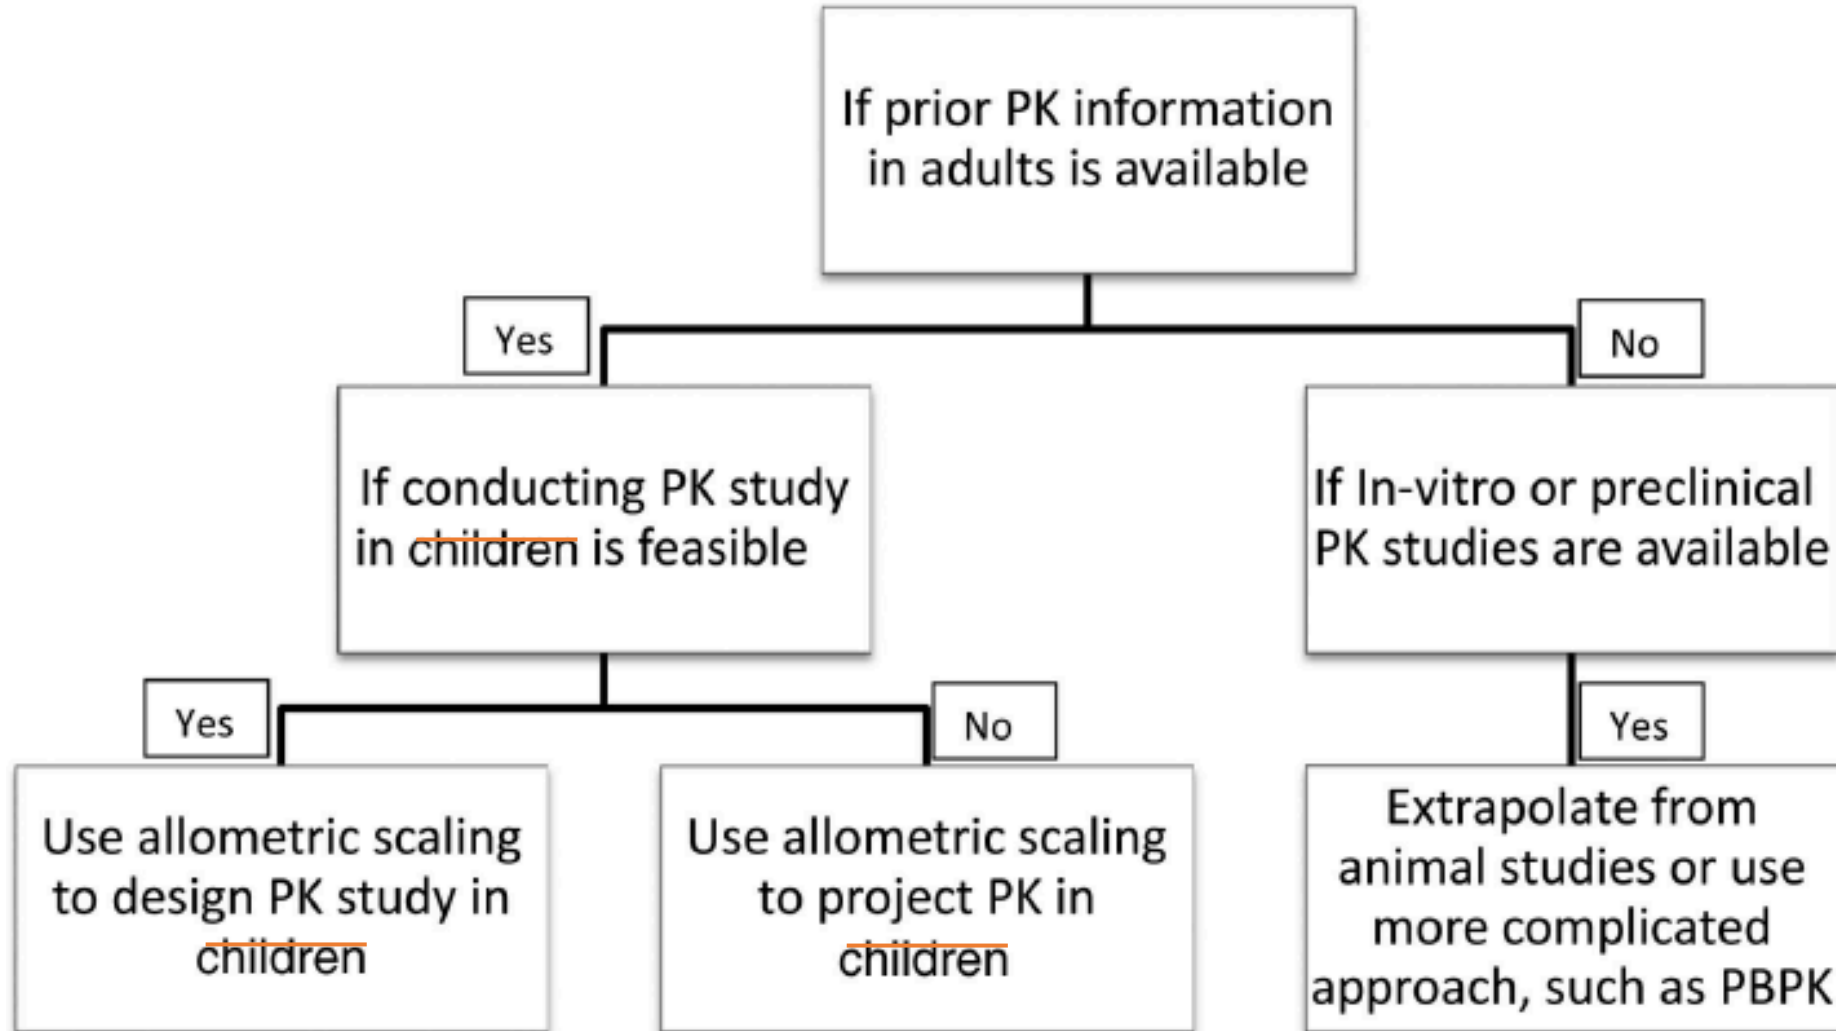 If prior PK information
in adults is available
Yes
No
If conducting PK study
in children is feasible
If In-vitro or preclinical
PK studies are available
Yes
No
Yes
Use allometric scaling
to design PK study in
children
Use allometric scaling
to project PK in
children
Extrapolate from
animal studies or use
more complicated
approach, such as PBPK